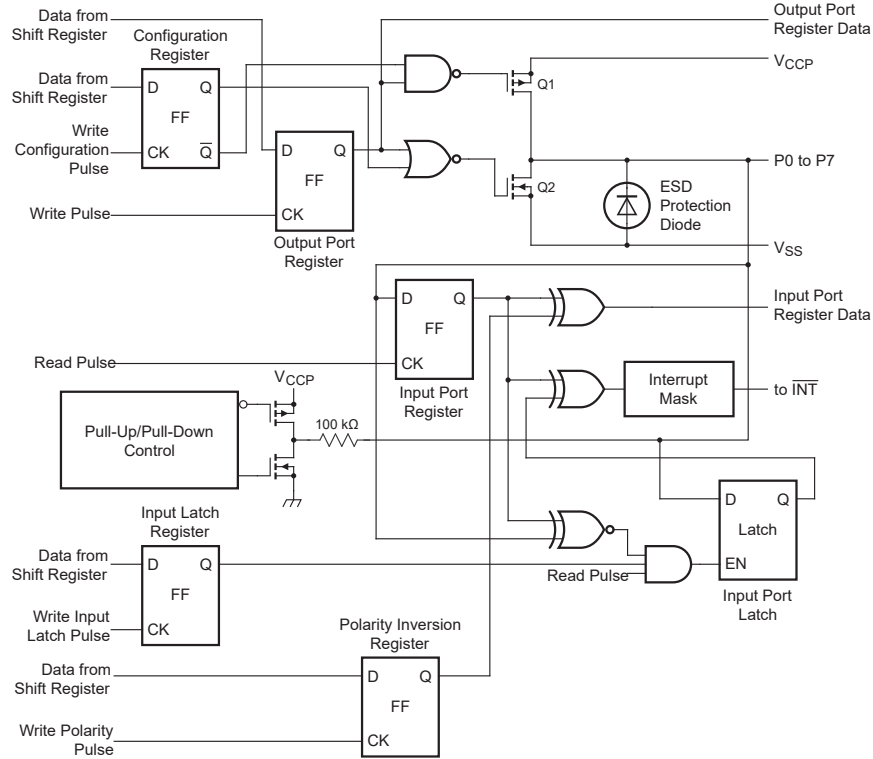 Data from
Shift Register
Configuration
Register
Data from
Shift Register
D
Q
FF
CK
Q̅
Write
Configuration
Pulse
Write Pulse
D
Q
FF
CK
Output Port
Register
Q1
Q2
Output Port
Register Data
VCCP
P0 to P7
ESD
Protection
Diode
VSS
D
Q
FF
CK
Input Port
Register
Read Pulse
Input Port
Register Data
Interrupt
Mask
to I̅N̅T̅
VCCP
Pull-Up/Pull-Down
Control
100 kΩ
Input Latch
Register
Data from
Shift Register
D
Q
FF
CK
Write Input
Latch Pulse
Read Pulse
D
Q
Latch
EN
Input Port
Latch
Polarity Inversion
Register
Data from
Shift Register
D
Q
FF
CK
Write Polarity
Pulse